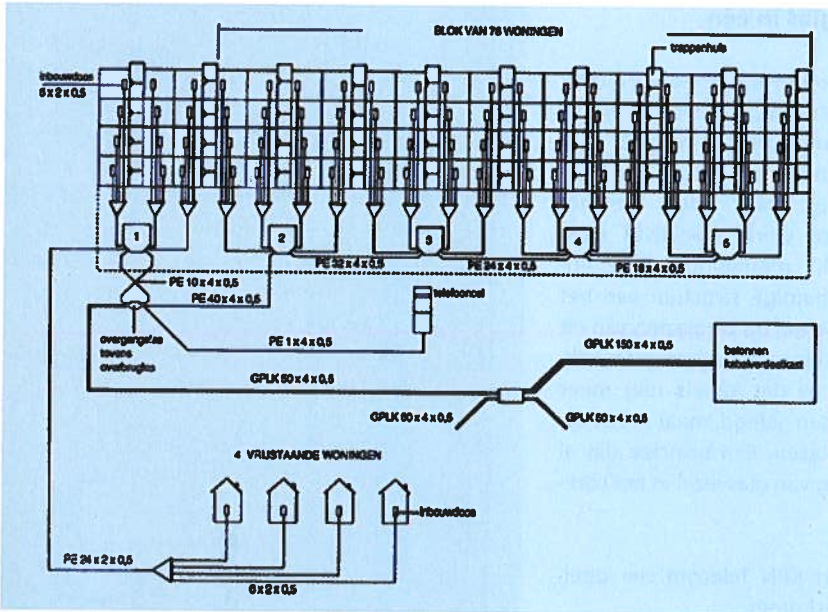 BLOK VAN 76 WONINGEN
trappenhuis
inbouwdoos
6 x 2 x 0,5
1
2
3
4
5
PE 32 x 4 x 0,5
PE 24 x 4 x 0,5
PE 16 x 4 x 0,5
PE 10 x 4 x 0,5
PE 40 x 4 x 0,5
telefooncel
overgangslas
tevens
overbruglas
PE 1 x 4 x 0,5
GPLK 150 x 4 x 0,5
betonnen
kabelverdeelkast
GPLK 50 x 4 x 0,5
GPLK 50 x 4 x 0,5
GPLK 50 x 4 x 0,5
4 VRIJSTAANDE WONINGEN
inbouwdoos
PE 24 x 2 x 0,5
6 x 2 x 0,5